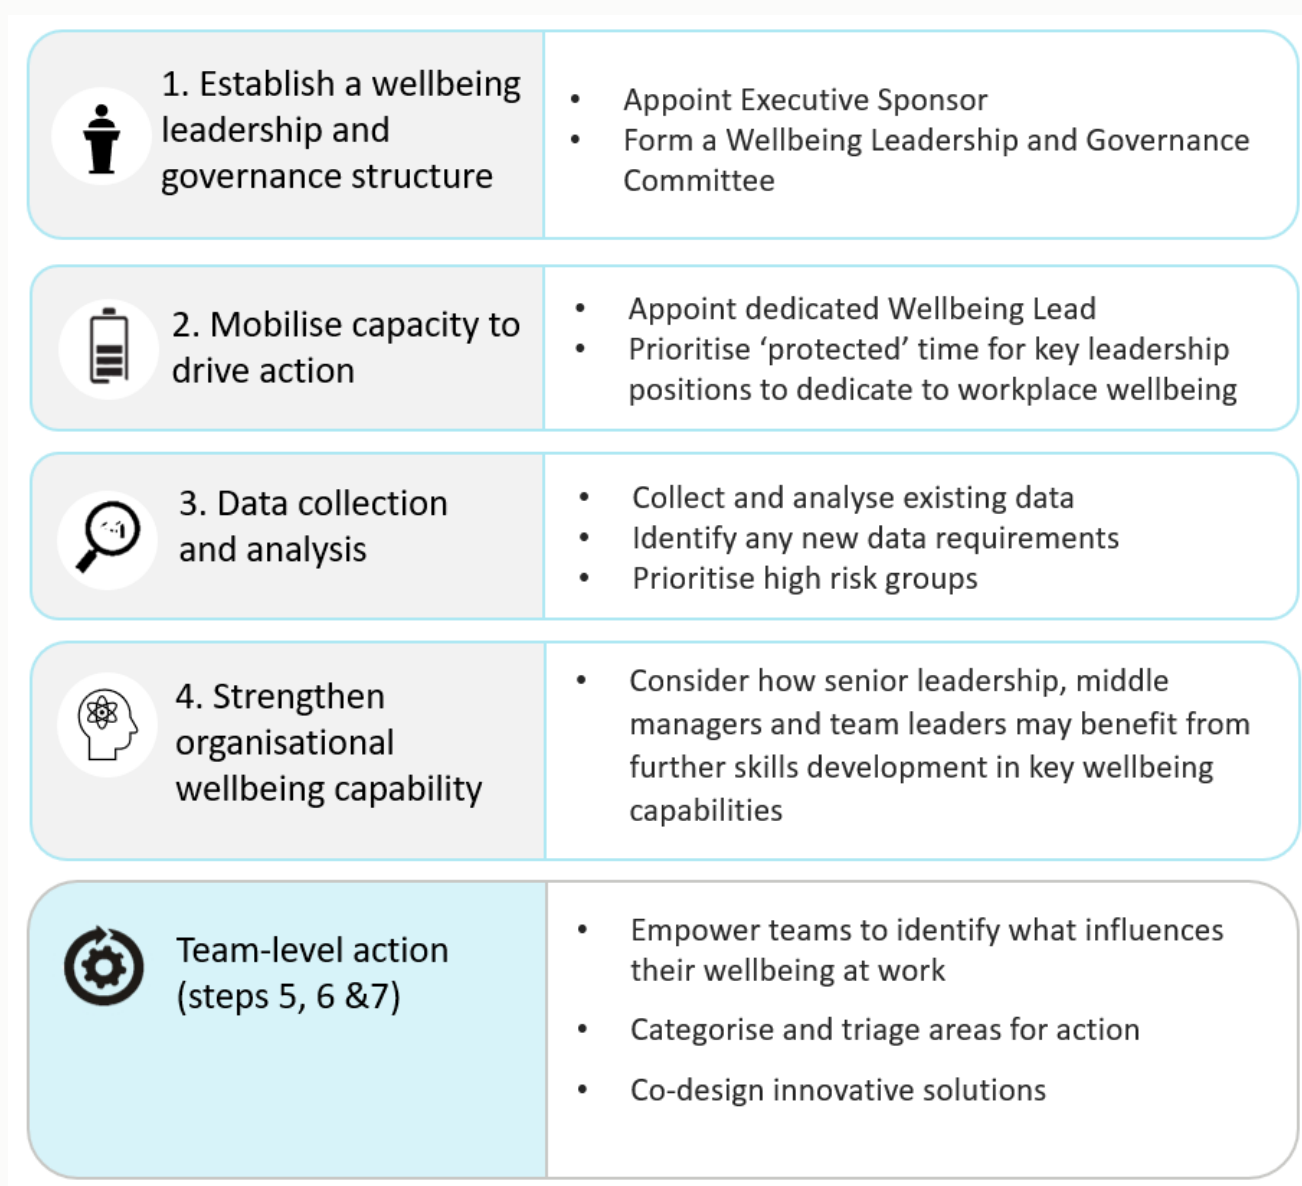 1. Establish a wellbeing
leadership and
governance structure
• Appoint Executive Sponsor
• Form a Wellbeing Leadership and Governance
Committee
2. Mobilise capacity to
drive action
• Appoint dedicated Wellbeing Lead
• Prioritise ‘protected’ time for key leadership
positions to dedicate to workplace wellbeing
3. Data collection
and analysis
• Collect and analyse existing data
• Identify any new data requirements
• Prioritise high risk groups
4. Strengthen
organisational
wellbeing capability
• Consider how senior leadership, middle
managers and team leaders may benefit from
further skills development in key wellbeing
capabilities
Team-level action
(steps 5, 6 &7)
• Empower teams to identify what influences
their wellbeing at work
• Categorise and triage areas for action
• Co-design innovative solutions